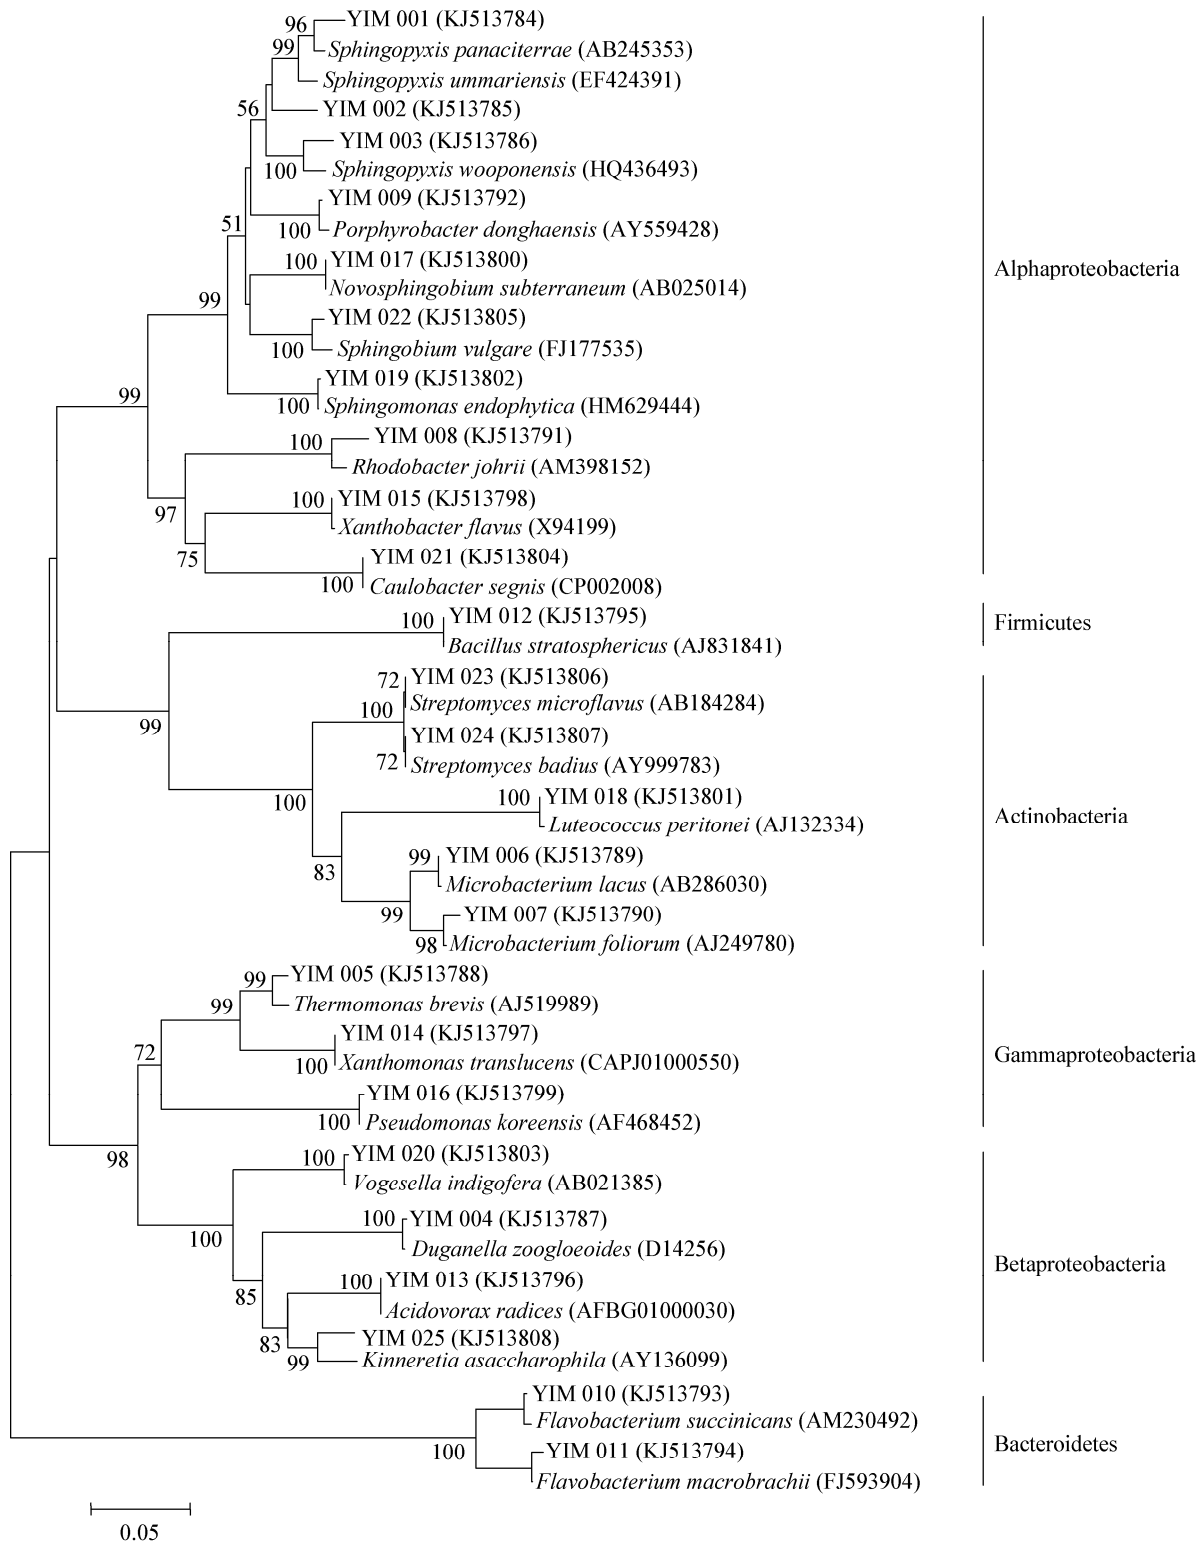 96
YIM 001 (KJ513784)
99
Sphingopyxis panaciterrae (AB245353)
Sphingopyxis ummariensis (EF424391)
56
YIM 002 (KJ513785)
YIM 003 (KJ513786)
100
Sphingopyxis wooponensis (HQ436493)
YIM 009 (KJ513792)
51
100
Porphyrobacter donghaensis (AY559428)
100
YIM 017 (KJ513800)
Alphaproteobacteria
Novosphingobium subterraneum (AB025014)
99
YIM 022 (KJ513805)
100
Sphingobium vulgare (FJ177535)
YIM 019 (KJ513802)
99
100
Sphingomonas endophytica (HM629444)
100
YIM 008 (KJ513791)
Rhodobacter johrii (AM398152)
100
YIM 015 (KJ513798)
97
Xanthobacter flavus (X94199)
75
YIM 021 (KJ513804)
100
Caulobacter segnis (CP002008)
100
YIM 012 (KJ513795)
Firmicutes
Bacillus stratosphericus (AJ831841)
72
YIM 023 (KJ513806)
100
Streptomyces microflavus (AB184284)
99
YIM 024 (KJ513807)
72
Streptomyces badius (AY999783)
100
100
YIM 018 (KJ513801)
Actinobacteria
Luteococcus peritonei (AJ132334)
83
99
YIM 006 (KJ513789)
Microbacterium lacus (AB286030)
99
YIM 007 (KJ513790)
98
Microbacterium foliorum (AJ249780)
99
YIM 005 (KJ513788)
99
Thermomonas brevis (AJ519989)
YIM 014 (KJ513797)
72
100
Xanthomonas translucens (CAPJ01000550)
Gammaproteobacteria
YIM 016 (KJ513799)
100
Pseudomonas koreensis (AF468452)
98
100
YIM 020 (KJ513803)
Vogesella indigofera (AB021385)
100
100
YIM 004 (KJ513787)
Duganella zoogloeoides (D14256)
Betaproteobacteria
85
100
YIM 013 (KJ513796)
Acidovorax radices (AFBG01000030)
83
YIM 025 (KJ513808)
99
Kinneretia asaccharophila (AY136099)
YIM 010 (KJ513793)
Flavobacterium succinicans (AM230492)
100
YIM 011 (KJ513794)
Bacteroidetes
Flavobacterium macrobrachii (FJ593904)
0.05